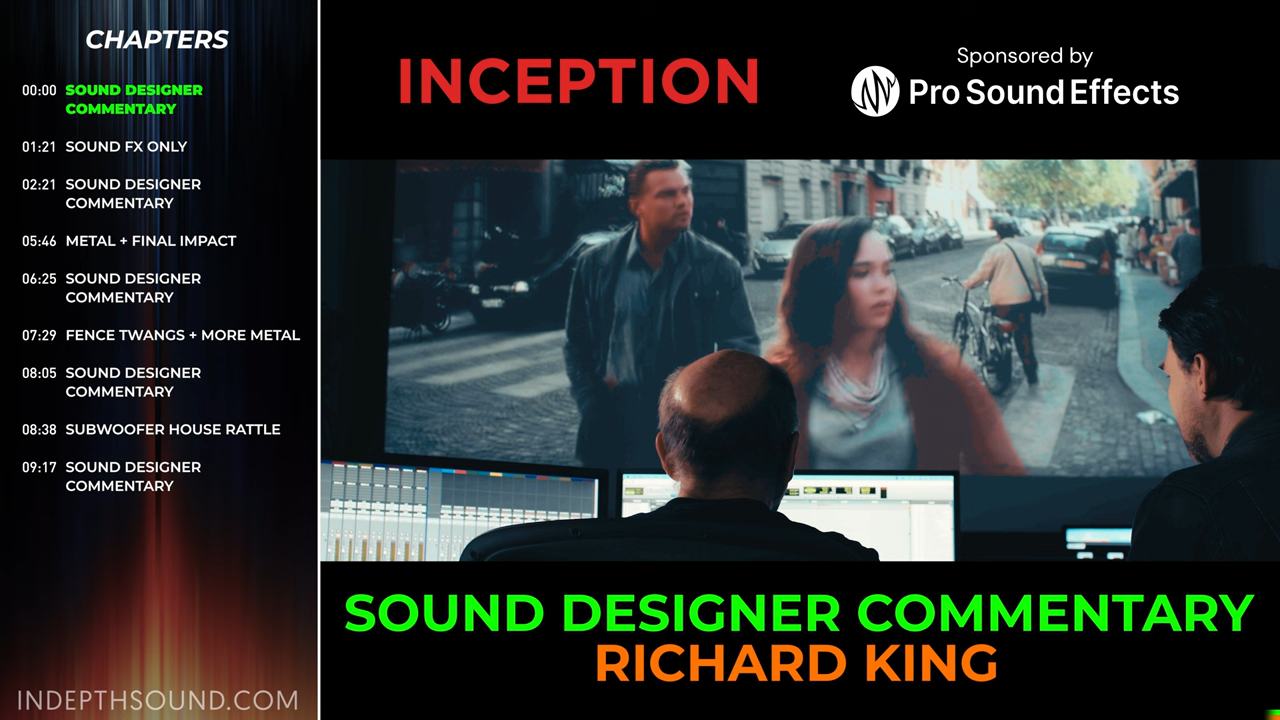 CHAPTERS
00:00 SOUND DESIGNER
COMMENTARY
01:21 SOUND FX ONLY
02:21 SOUND DESIGNER
COMMENTARY
05:46 METAL + FINAL IMPACT
06:25 SOUND DESIGNER
COMMENTARY
07:29 FENCE TWANGS + MORE METAL
08:05 SOUND DESIGNER
COMMENTARY
08:38 SUBWOOFER HOUSE RATTLE
09:17 SOUND DESIGNER
COMMENTARY
INDEPTHSOUND.COM
INCEPTION
Sponsored by
Pro Sound Effects
SOUND DESIGNER COMMENTARY
RICHARD KING